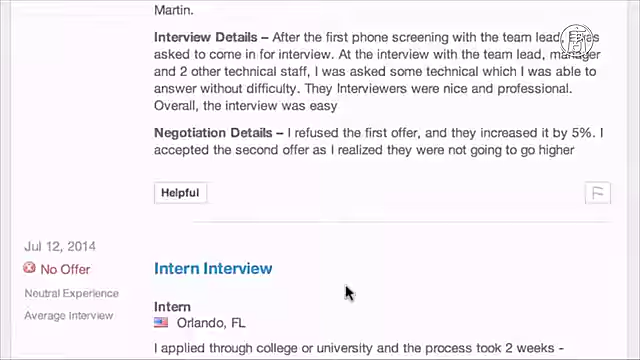 Martin.
Interview Details – After the first phone screening with the team lead, I was
asked to come in for interview. At the interview with the team lead, manager
and 2 other technical staff, I was asked some technical which I was able to
answer without difficulty. They Interviewers were nice and professional.
Overall, the interview was easy
Negotiation Details – I refused the first offer, and they increased it by 5%. I
accepted the second offer as I realized they were not going to go higher
Helpful
Jul 12, 2014
No Offer
Neutral Experience
Average Interview
Intern Interview
Intern
Orlando, FL
I applied through college or university and the process took 2 weeks -